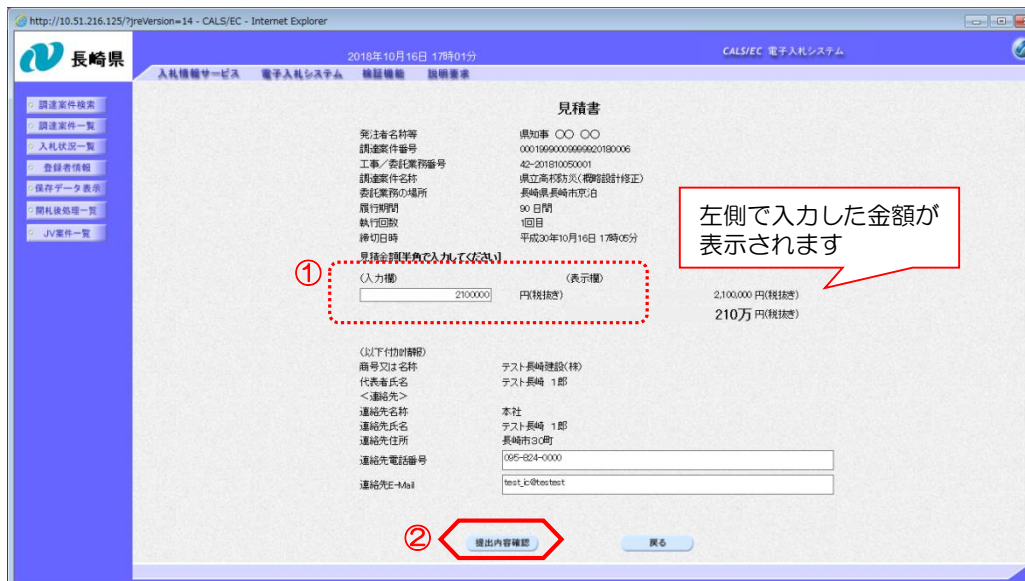 http://10.51.216.125/?jreVersion=14 - CALS/EC - Internet Explorer
長崎県
2018年10月16日 17時01分
CALS/EC 電子入札システム
入札情報サービス 電子入札システム 検証機能 説明要求
調達案件検索
調達案件一覧
入札状況一覧
登録者情報
保存データ表示
開札後処理一覧
JV案件一覧
見積書
発注者名称等 県知事 〇〇 〇〇
調達案件番号 00019990009999920180006
工事／委託業務番号 42-201810050001
調達案件名称 県立高校防災(概略設計修正)
委託業務の場所 長崎県長崎市京泊
履行期間 90 日間
執行回数 1回目
締切日時 平成30年10月16日 17時05分
見積金額[半角で入力してください]
①
(入力欄) (表示欄)
2100000 円(税抜き) 2,100,000 円(税抜き)
210万 円(税抜き)
左側で入力した金額が
表示されます
(以下付加情報)
商号又は名称 テスト長崎建設(株)
代表者氏名 テスト長崎 1郎
＜連絡先＞
連絡先名称 本社
連絡先氏名 テスト長崎 1郎
連絡先住所 長崎市30町
連絡先電話番号 095-824-0000
連絡先E-Mail test_ic@testest
②
提出内容確認 戻る